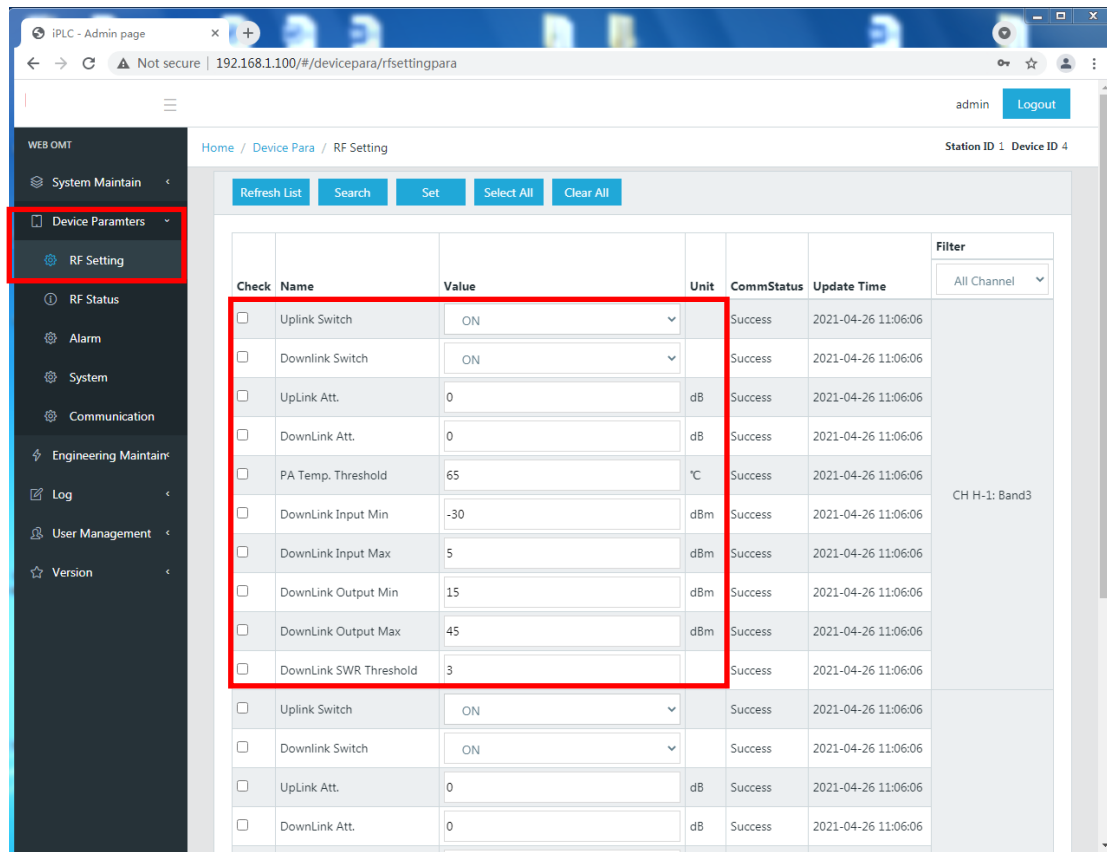 iPLC - Admin page
Not secure | 192.168.1.100/#/devicepara/rfsettingpara
admin Logout
WEB OMT
Home / Device Para / RF Setting
Station ID 1 Device ID 4
System Maintain
Device Paramters
RF Setting
RF Status
Alarm
System
Communication
Engineering Maintain
Log
User Management
Version
Refresh List Search Set Select All Clear All
Filter
Check Name Value Unit CommStatus Update Time All Channel
Uplink Switch ON Success 2021-04-26 11:06:06
Downlink Switch ON Success 2021-04-26 11:06:06
UpLink Att. 0 dB Success 2021-04-26 11:06:06
DownLink Att. 0 dB Success 2021-04-26 11:06:06
PA Temp. Threshold 65 ℃ Success 2021-04-26 11:06:06
CH H-1: Band3
DownLink Input Min -30 dBm Success 2021-04-26 11:06:06
DownLink Input Max 5 dBm Success 2021-04-26 11:06:06
DownLink Output Min 15 dBm Success 2021-04-26 11:06:06
DownLink Output Max 45 dBm Success 2021-04-26 11:06:06
DownLink SWR Threshold 3 Success 2021-04-26 11:06:06
Uplink Switch ON Success 2021-04-26 11:06:06
Downlink Switch ON Success 2021-04-26 11:06:06
UpLink Att. 0 dB Success 2021-04-26 11:06:06
DownLink Att. 0 dB Success 2021-04-26 11:06:06